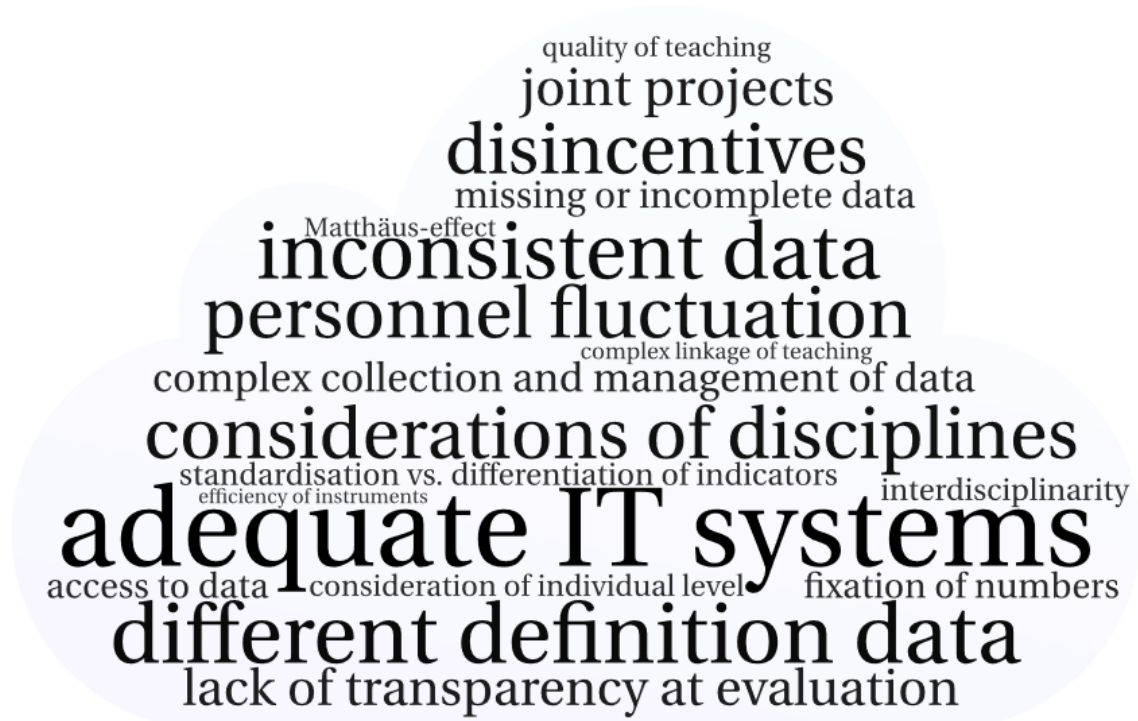 quality of teaching
joint projects
disincentives
missing or incomplete data
Matthäus-effect
inconsistent data
personnel fluctuation
complex linkage of teaching
complex collection and management of data
considerations of disciplines
standardisation vs. differentiation of indicators
interdisciplinarity
efficiency of instruments
adequate IT systems
access to data
consideration of individual level
fixation of numbers
different definition data
lack of transparency at evaluation